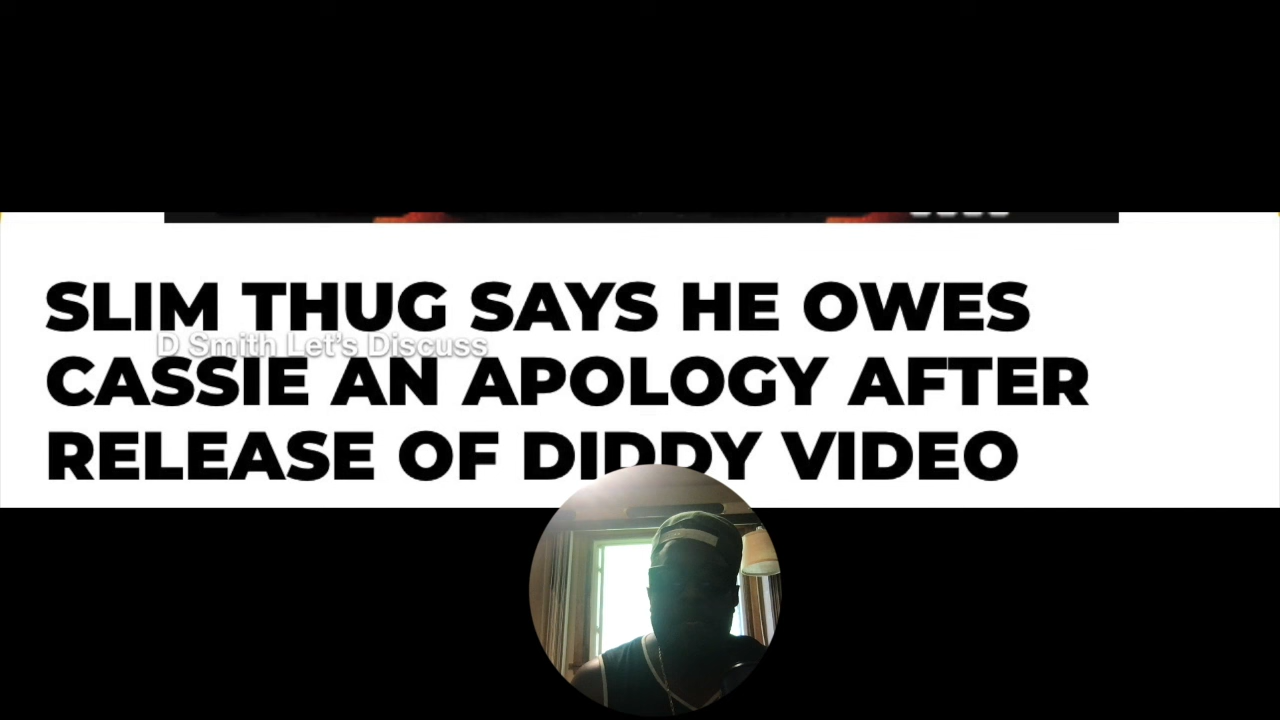 SLIM THUG SAYS HE OWES
D Smith Let's Discuss
CASSIE AN APOLOGY AFTER
RELEASE OF DIDDY VIDEO